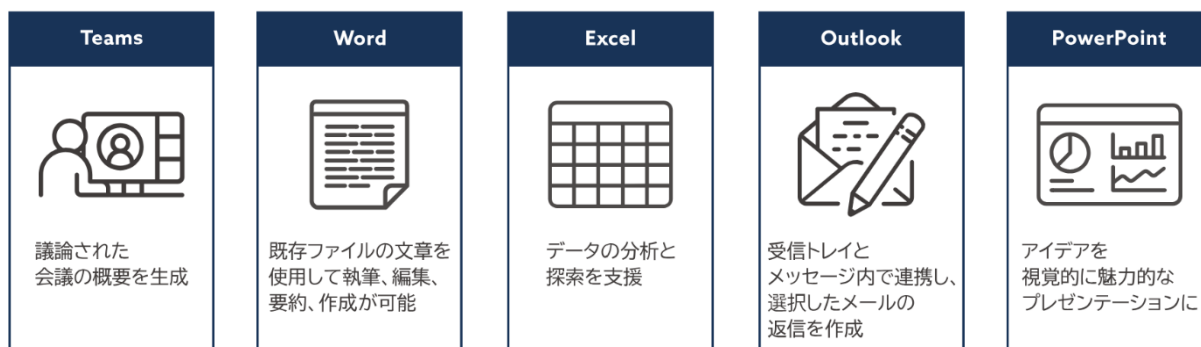 Teams
議論された
会議の概要を生成
Word
既存ファイルの文章を
使用して執筆、編集、
要約、作成が可能
Excel
データの分析と
探索を支援
Outlook
受信トレイと
メッセージ内で連携し、
選択したメールの
返信を作成
PowerPoint
アイデアを
視覚的に魅力的な
プレゼンテーションに